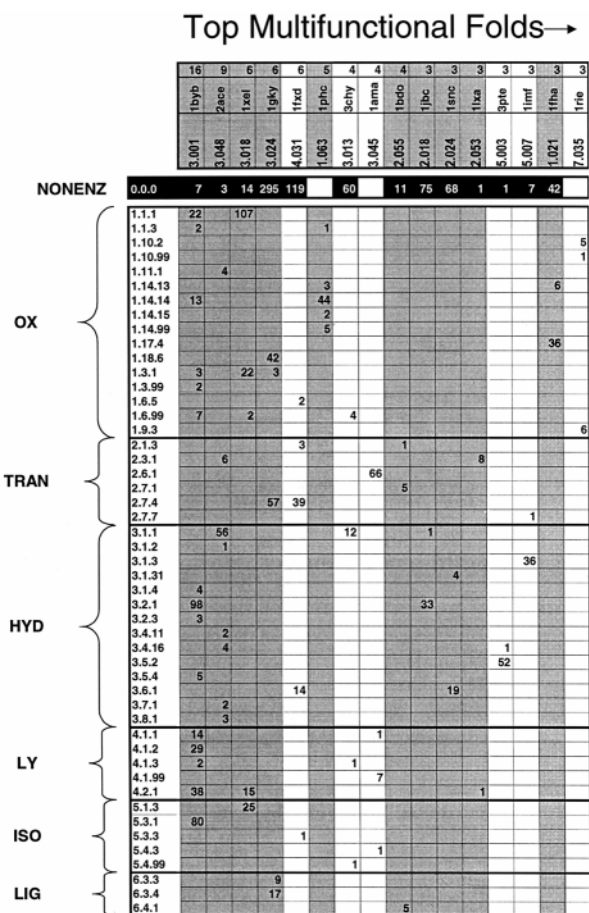 Top Multifunctional Folds→
16 9 6 6 6 5 4 4 4 3 3 3 3 3 3 3
1byb 2ace 1xel 1gky 1fxd 1phc 3chy 1ama 1bdo 1jbc 1snc 1lxa 3pte 1imf 1fha 1rie
3.001 3.048 3.018 3.024 4.031 1.063 3.013 3.045 2.055 2.018 2.024 2.053 5.003 5.007 1.021 7.035
NONENZ 0.0.0 7 3 14 295 119 60 11 75 68 1 1 7 42
OX
1.1.1 22 107
1.1.3 2 1
1.10.2 5
1.10.99 1
1.11.1 4
1.14.13 3 6
1.14.14 13 44
1.14.15 2
1.14.99 5
1.17.4 36
1.18.6 42
1.3.1 3 22 3
1.3.99 2
1.6.5 2
1.6.99 7 2 4
1.9.3 6
TRAN
2.1.3 3 1
2.3.1 6 8
2.6.1 66
2.7.1 5
2.7.4 57 39
2.7.7 1
HYD
3.1.1 56 12 1
3.1.2 1
3.1.3 36
3.1.31 4
3.1.4 4
3.2.1 98 33
3.2.3 3
3.4.11 2
3.4.16 4 1
3.5.2 52
3.5.4 5
3.6.1 14 19
3.7.1 2
3.8.1 3
LY
4.1.1 14 1
4.1.2 29
4.1.3 2 1
4.1.99 7
4.2.1 38 15 1
ISO
5.1.3 25
5.3.1 80
5.3.3 1
5.4.3 1
5.4.99 1
LIG
6.3.3 9
6.3.4 17
6.4.1 5